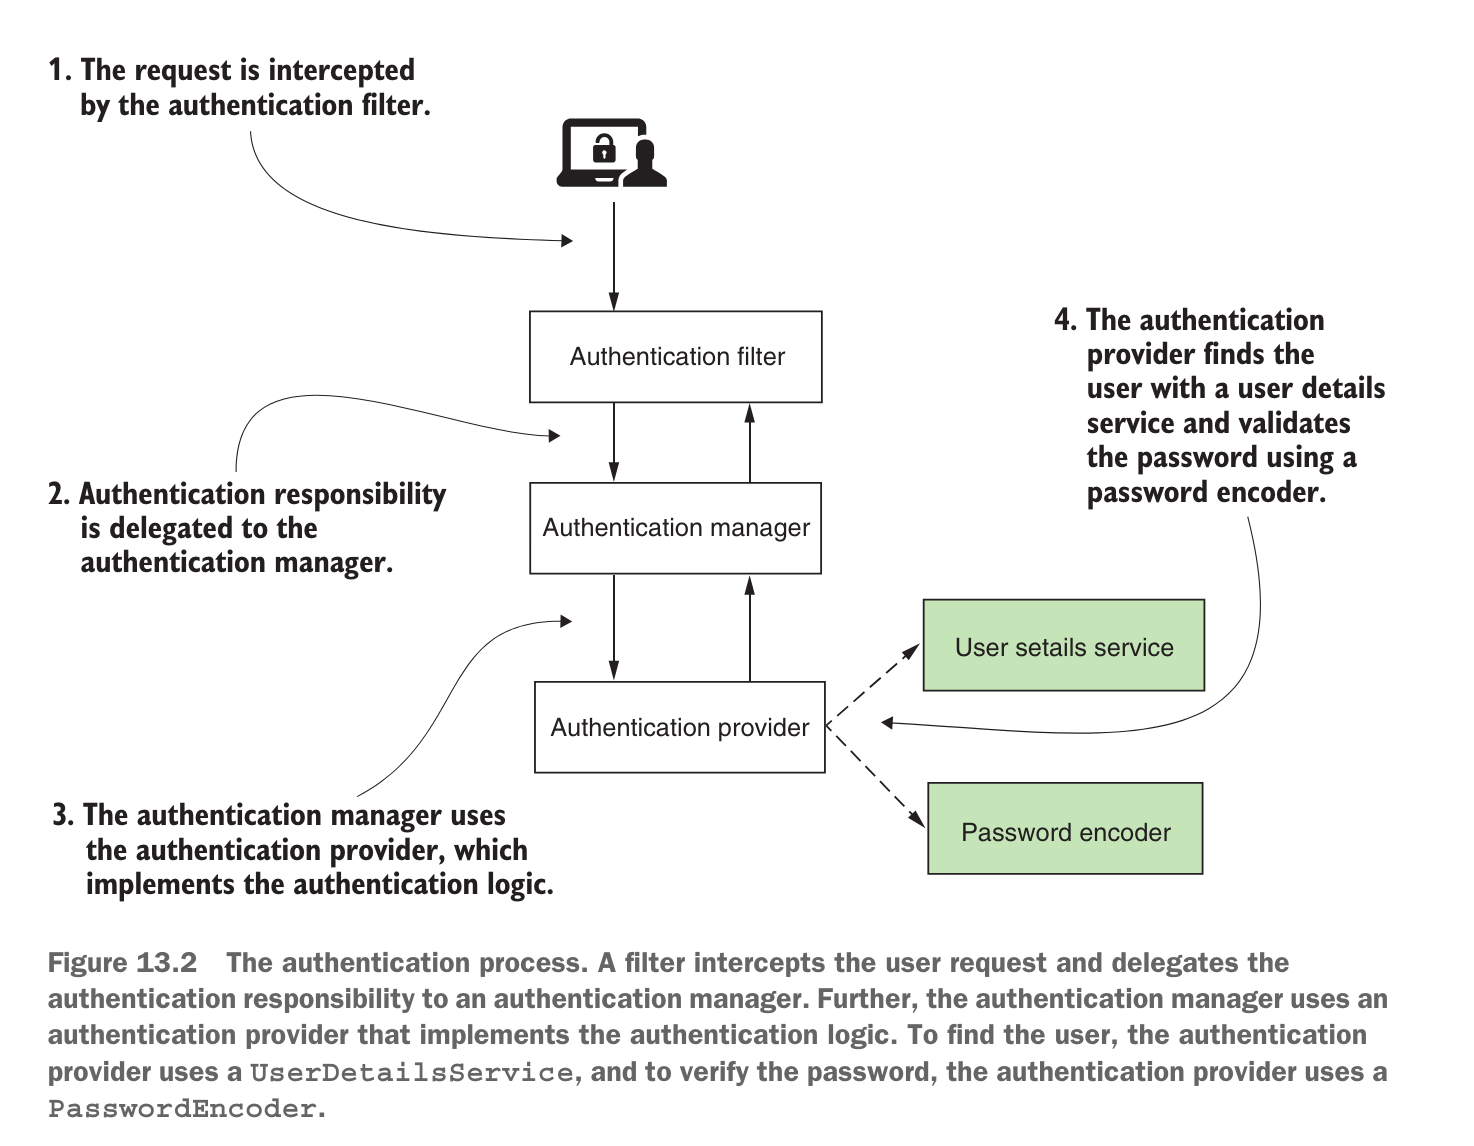 1. The request is intercepted
by the authentication filter.
Authentication filter
4. The authentication
provider finds the
user with a user details
service and validates
the password using a
password encoder.
2. Authentication responsibility
is delegated to the
authentication manager.
Authentication manager
User setails service
Authentication provider
3. The authentication manager uses
the authentication provider, which
implements the authentication logic.
Password encoder
Figure 13.2 The authentication process. A filter intercepts the user request and delegates the
authentication responsibility to an authentication manager. Further, the authentication manager uses an
authentication provider that implements the authentication logic. To find the user, the authentication
provider uses a UserDetailsService, and to verify the password, the authentication provider uses a
PasswordEncoder.